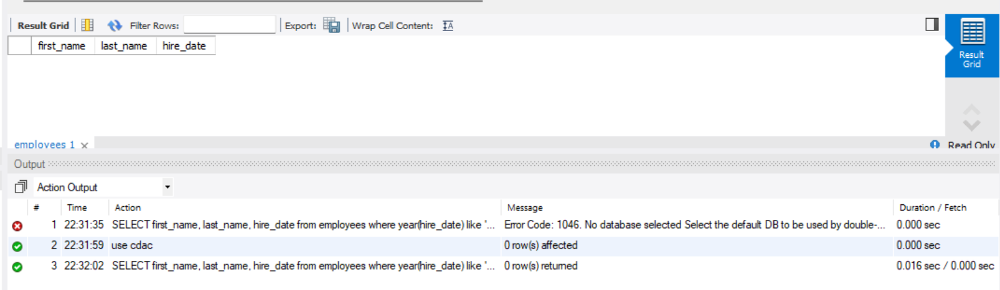 Result Grid Filter Rows: Export: Wrap Cell Content: IA
first_name last_name hire_date
Result
Grid
employees 1 × Read Only
Output
Action Output
# Time Action Message Duration / Fetch
1 22:31:35 SELECT first_name, last_name, hire_date from employees where year(hire_date) like '... Error Code: 1046. No database selected Select the default DB to be used by double-... 0.000 sec
2 22:31:59 use cdac 0 row(s) affected 0.000 sec
3 22:32:02 SELECT first_name, last_name, hire_date from employees where year(hire_date) like '... 0 row(s) returned 0.016 sec / 0.000 sec